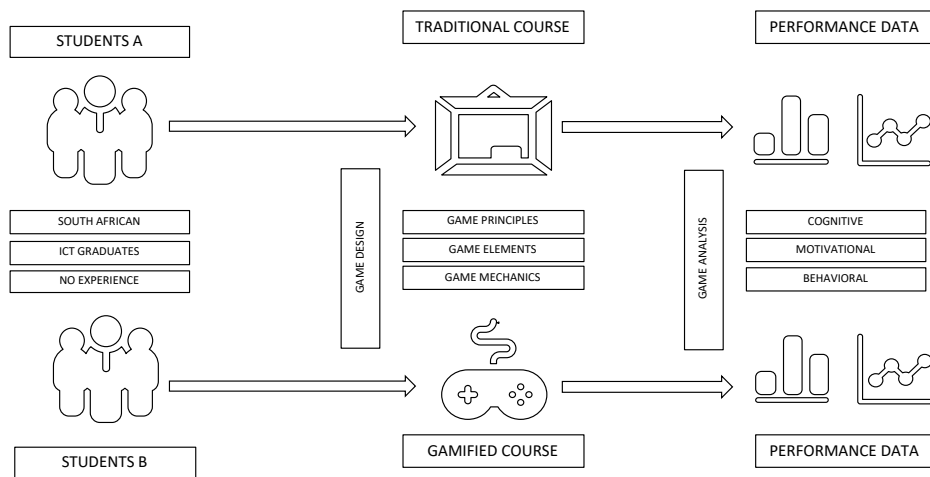 STUDENTS A
TRADITIONAL COURSE
PERFORMANCE DATA
SOUTH AFRICAN
ICT GRADUATES
NO EXPERIENCE
GAME DESIGN
GAME PRINCIPLES
GAME ELEMENTS
GAME MECHANICS
GAME ANALYSIS
COGNITIVE
MOTIVATIONAL
BEHAVIORAL
STUDENTS B
GAMIFIED COURSE
PERFORMANCE DATA